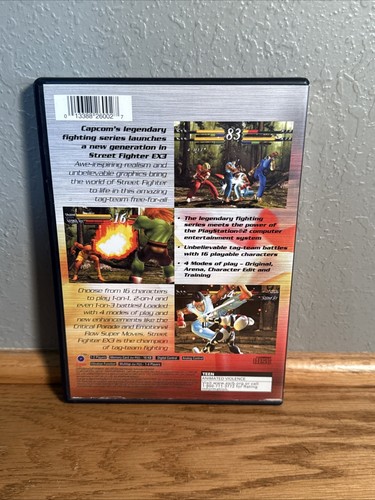 0 13388 26002 7
Capcom's legendary
fighting series launches
a new generation in
Street Fighter EX3
Awe-inspiring realism and
unbelievable graphics bring
the world of Street Fighter
to life in this amazing
tag-team free-for-all
83
16
• The legendary fighting
series meets the power of
the PlayStation®2 computer
entertainment system
• Unbelievable tag-team battles
with 16 playable characters
• 4 Modes of play – Original,
Arena, Character Edit and
Training
Choose from 16 characters
to play 1-on-1, 2-on-1 and
even 1-on-3 battles! Loaded
with 4 modes of play and
new enhancements like the
Critical Parade and Emotional
Flow Super Moves, Street
Fighter EX3 is the champion
of tag-team fighting
TEEN
ANIMATED VIOLENCE